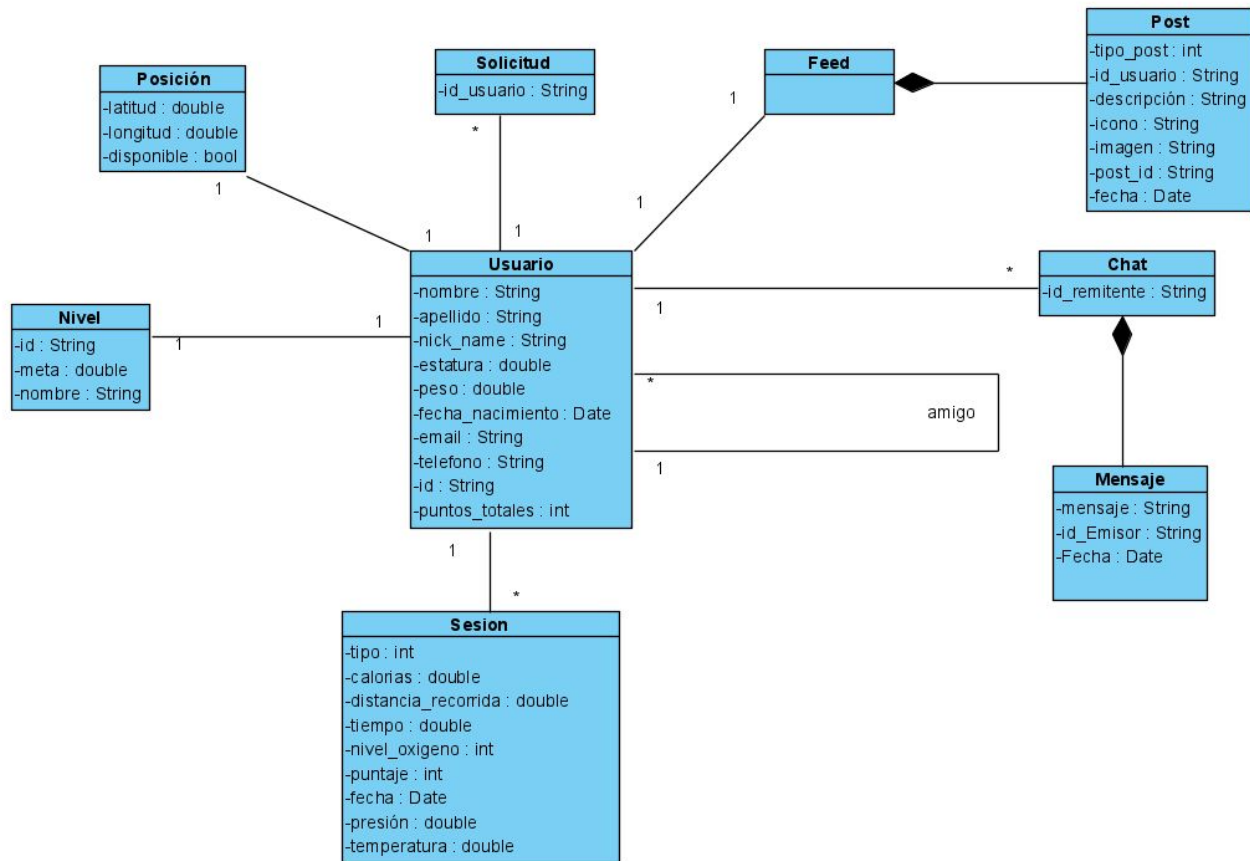 Post
-tipo_post : int
-id_usuario : String
-descripción : String
-icono : String
-imagen : String
-post_id : String
-fecha : Date
Solicitud
-id_usuario : String
Feed
Posición
-latitud : double
-longitud : double
-disponible : bool
1
*
1
1
1
1
1
Usuario
-nombre : String
-apellido : String
-nick_name : String
-estatura : double
-peso : double
-fecha_nacimiento : Date
-email : String
-telefono : String
-id : String
-puntos_totales : int
*
1
Chat
-id_remitente : String
Nivel
-id : String
-meta : double
-nombre : String
1
1
*
amigo
1
Mensaje
-mensaje : String
-id_Emisor : String
-Fecha : Date
1
*
Sesion
-tipo : int
-calorias : double
-distancia_recorrida : double
-tiempo : double
-nivel_oxigeno : int
-puntaje : int
-fecha : Date
-presión : double
-temperatura : double